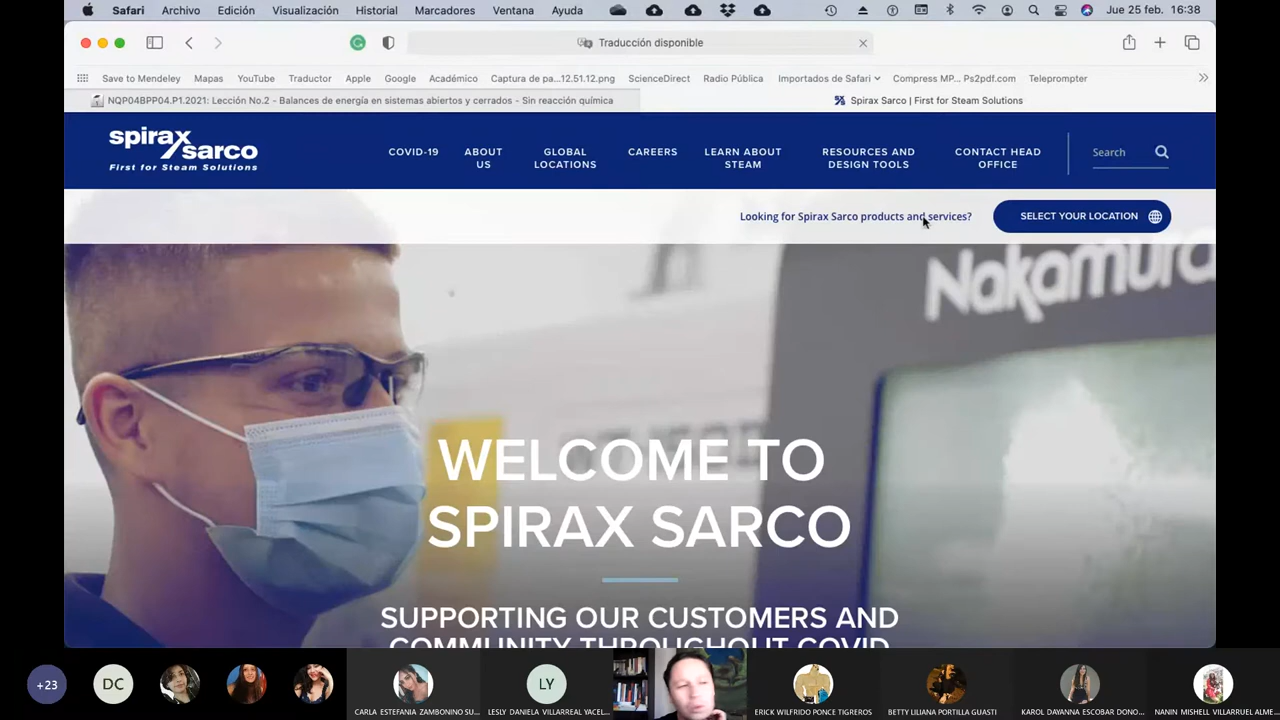 Safari Archivo Edición Visualización Historial Marcadores Ventana Ayuda Jue 25 feb. 16:38
Traducción disponible
Save to Mendeley Mapas YouTube Traductor Apple Google Académico Captura de pa...12.51.12.png ScienceDirect Radio Pública Importados de Safari Compress MP... Ps2pdf.com Teleprompter
NQP04BPP04.P1.2021: Lección No.2 - Balances de energía en sistemas abiertos y cerrados - Sin reacción química
Spirax Sarco | First for Steam Solutions
spirax
sarco
First for Steam Solutions
COVID-19
ABOUT
US
GLOBAL
LOCATIONS
CAREERS
LEARN ABOUT
STEAM
RESOURCES AND
DESIGN TOOLS
CONTACT HEAD
OFFICE
Search
Looking for Spirax Sarco products and services?
SELECT YOUR LOCATION
Nakamura
WELCOME TO
SPIRAX SARCO
SUPPORTING OUR CUSTOMERS AND
COMMUNITY THROUGHOUT COVID
+23
DC
LY
CARLA ESTEFANIA ZAMBONINO SU...
LESLY DANIELA VILLARREAL YACEL...
ERICK WILFRIDO PONCE TIGREROS
BETTY LILIANA PORTILLA GUASTI
KAROL DAYANNA ESCOBAR DONO...
NANIN MISHELL VILLARRUEL ALME...